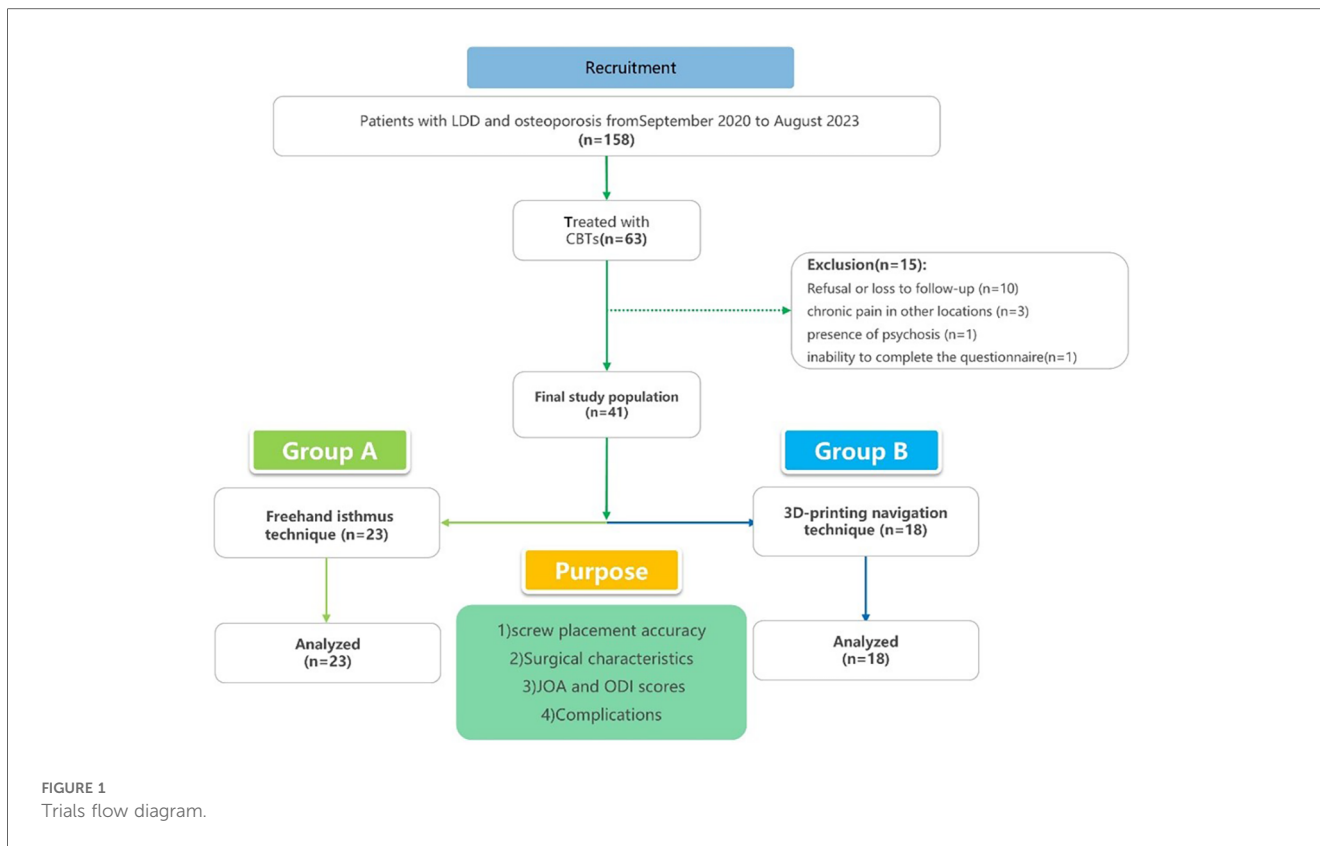 Recruitment
Patients with LDD and osteoporosis fromSeptember 2020 to August 2023
(n=158)
Treated with
CBTs(n=63)
Exclusion(n=15):
Refusal or loss to follow-up (n=10)
chronic pain in other locations (n=3)
presence of psychosis (n=1)
inability to complete the questionnaire(n=1)
Final study population
(n=41)
Group A
Group B
Freehand isthmus
technique (n=23)
3D-printing navigation
technique (n=18)
Purpose
1)screw placement accuracy
2)Surgical characteristics
3)JOA and ODI scores
4)Complications
Analyzed
(n=23)
Analyzed
(n=18)
FIGURE 1
Trials flow diagram.